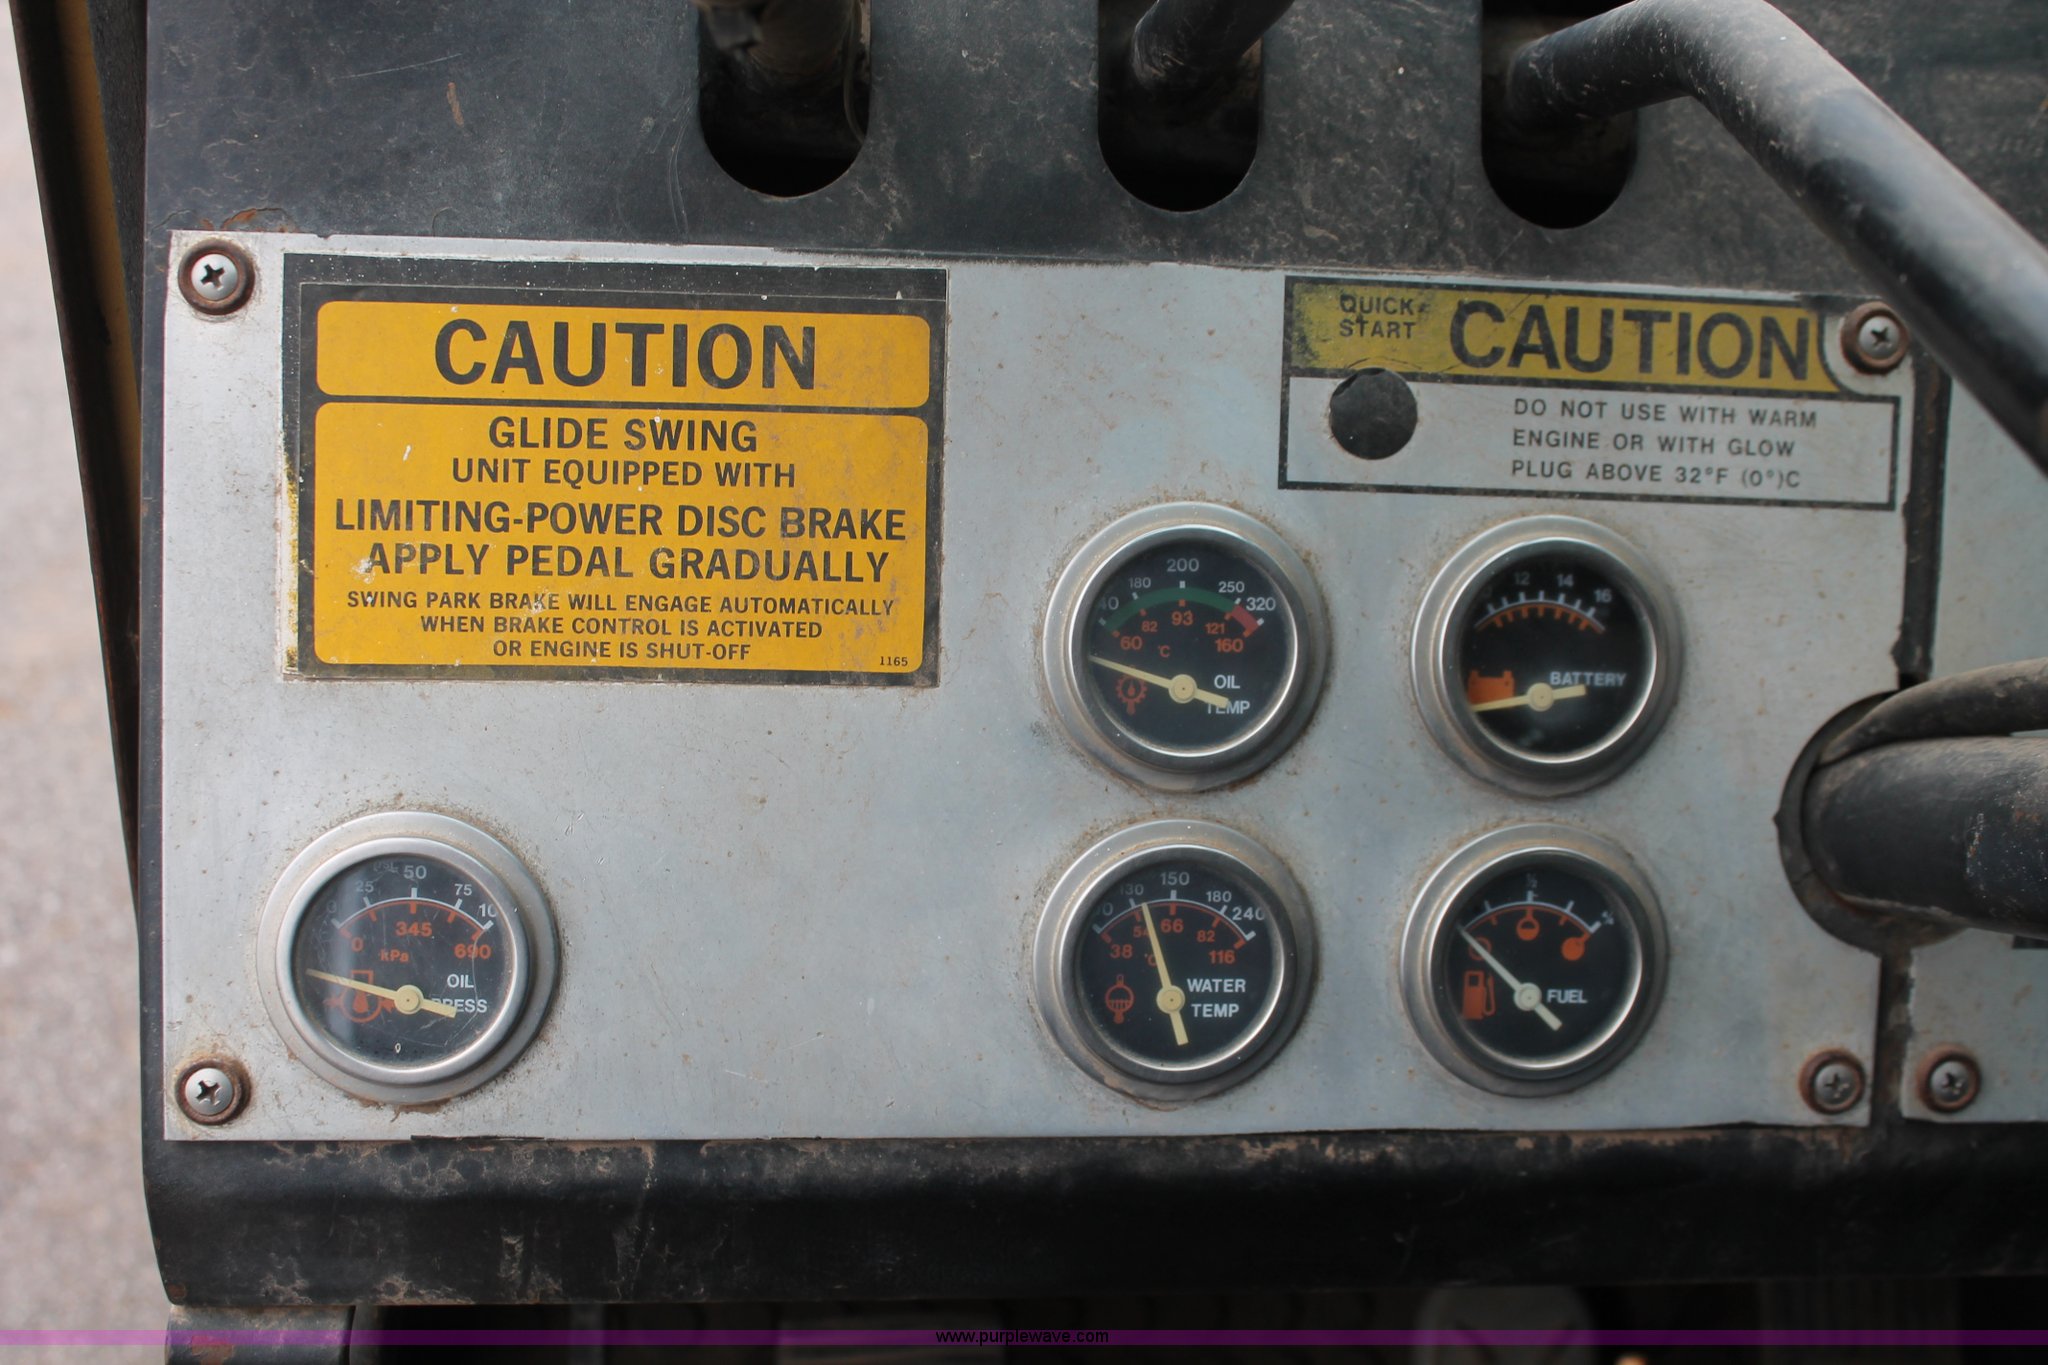 CAUTION
GLIDE SWING
UNIT EQUIPPED WITH
LIMITING-POWER DISC BRAKE
APPLY PEDAL GRADUALLY
SWING PARK BRAKE WILL ENGAGE AUTOMATICALLY
WHEN BRAKE CONTROL IS ACTIVATED
OR ENGINE IS SHUT-OFF
1165
QUICK
START
CAUTION
DO NOT USE WITH WARM
ENGINE OR WITH GLOW
PLUG ABOVE 32°F (0°)C
180 200 250 320
60 82 93 121 160
°C
OIL
TEMP
12 14 16
BATTERY
25 50 75
0 345 690
kPa
OIL
PRESS
130 150 180 240
38 54 66 82 116
WATER
TEMP
½
FUEL
www.purplewave.com